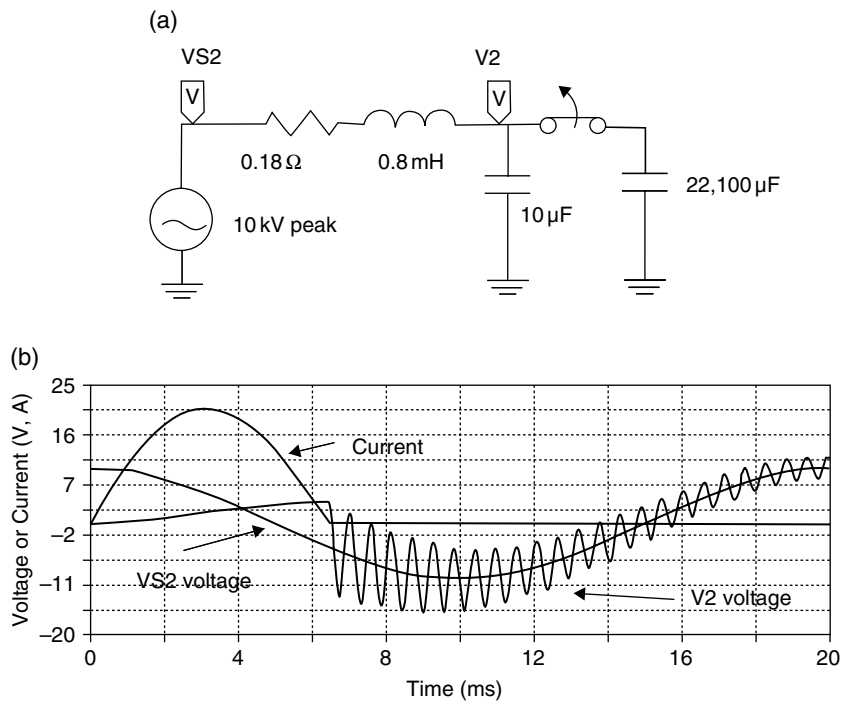 (a)
VS2
V2
V
V
0.18 Ω
0.8 mH
22,100 µF
10 kV peak
10 µF
(b)
Voltage or Current (V, A)
25
16
7
–2
–11
–20
Current
VS2 voltage
V2 voltage
0
4
8
12
16
20
Time (ms)